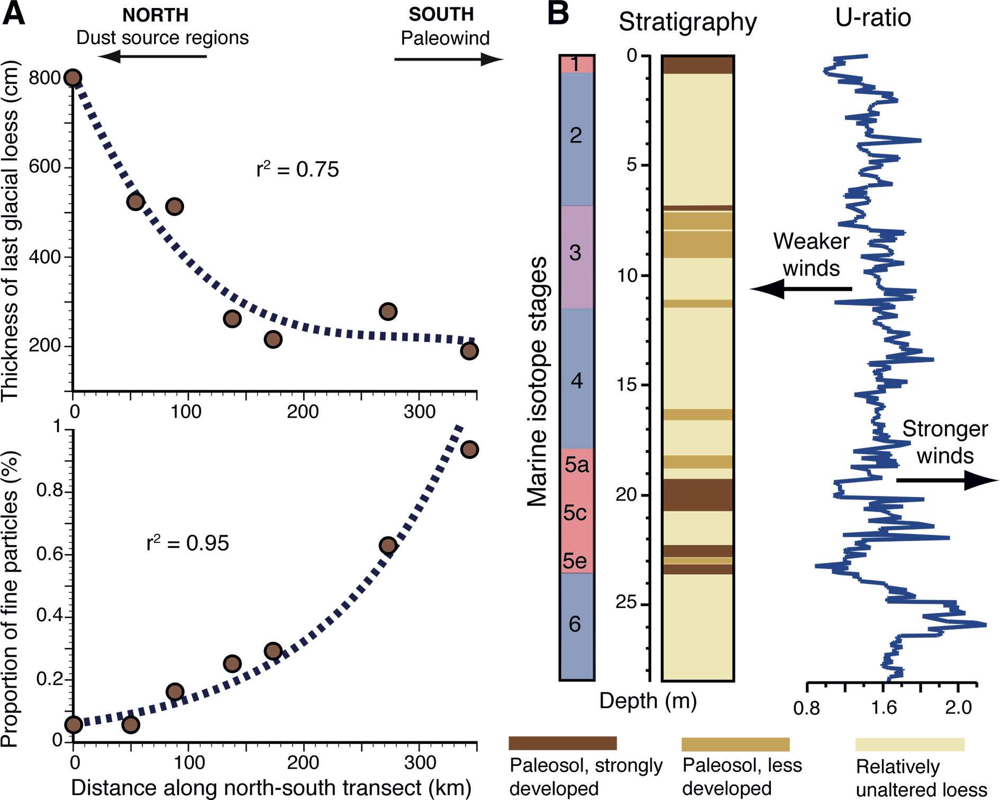 A
NORTH
Dust source regions
SOUTH
Paleowind
Thickness of last glacial loess (cm)
800
600
400
200
r² = 0.75
0 100 200 300
Proportion of fine particles (%)
1
0.8
0.6
0.4
0.2
0
r² = 0.95
0 100 200 300
Distance along north-south transect (km)
B
Stratigraphy
U-ratio
Marine isotope stages
1
2
3
4
5a
5c
5e
6
0
5
10
15
20
25
Depth (m)
Weaker
winds
Stronger
winds
0.8 1.6 2.0
Paleosol, strongly
developed
Paleosol, less
developed
Relatively
unaltered loess